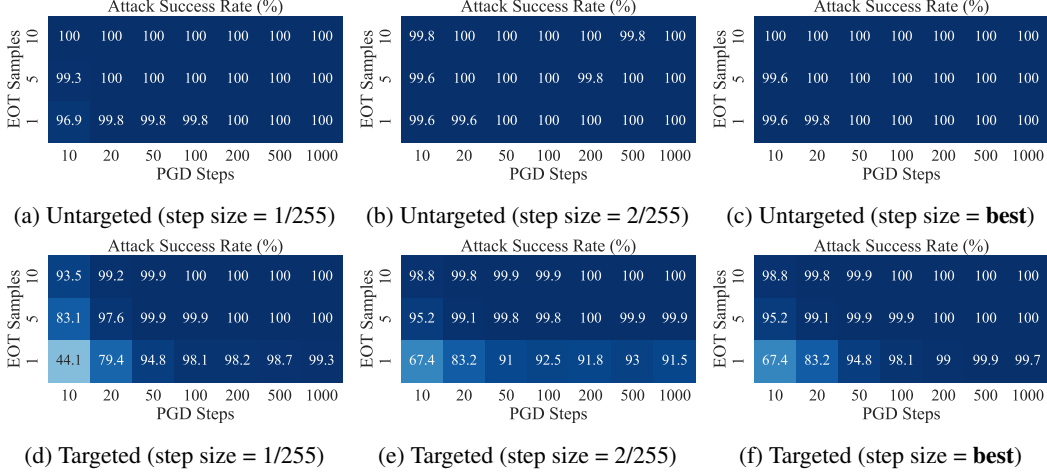 Attack Success Rate (%)
EOT Samples
10
100 100 100 100 100 100 100
5
99.3 100 100 100 100 100 100
1
96.9 99.8 99.8 99.8 100 100 100
10 20 50 100 200 500 1000
PGD Steps
(a) Untargeted (step size = 1/255)
Attack Success Rate (%)
EOT Samples
10
99.8 100 100 100 100 99.8 100
5
99.6 100 100 100 99.8 100 100
1
99.6 99.6 100 100 100 100 100
10 20 50 100 200 500 1000
PGD Steps
(b) Untargeted (step size = 2/255)
Attack Success Rate (%)
EOT Samples
10
100 100 100 100 100 100 100
5
99.6 100 100 100 100 100 100
1
99.6 99.8 100 100 100 100 100
10 20 50 100 200 500 1000
PGD Steps
(c) Untargeted (step size = best)
Attack Success Rate (%)
EOT Samples
10
93.5 99.2 99.9 100 100 100 100
5
83.1 97.6 99.9 99.9 100 100 100
1
44.1 79.4 94.8 98.1 98.2 98.7 99.3
10 20 50 100 200 500 1000
PGD Steps
(d) Targeted (step size = 1/255)
Attack Success Rate (%)
EOT Samples
10
98.8 99.8 99.9 99.9 100 100 100
5
95.2 99.1 99.8 99.8 100 99.9 99.9
1
67.4 83.2 91 92.5 91.8 93 91.5
10 20 50 100 200 500 1000
PGD Steps
(e) Targeted (step size = 2/255)
Attack Success Rate (%)
EOT Samples
10
98.8 99.8 99.9 100 100 100 100
5
95.2 99.1 99.9 99.9 100 100 100
1
67.4 83.2 94.8 98.1 99 99.9 99.7
10 20 50 100 200 500 1000
PGD Steps
(f) Targeted (step size = best)